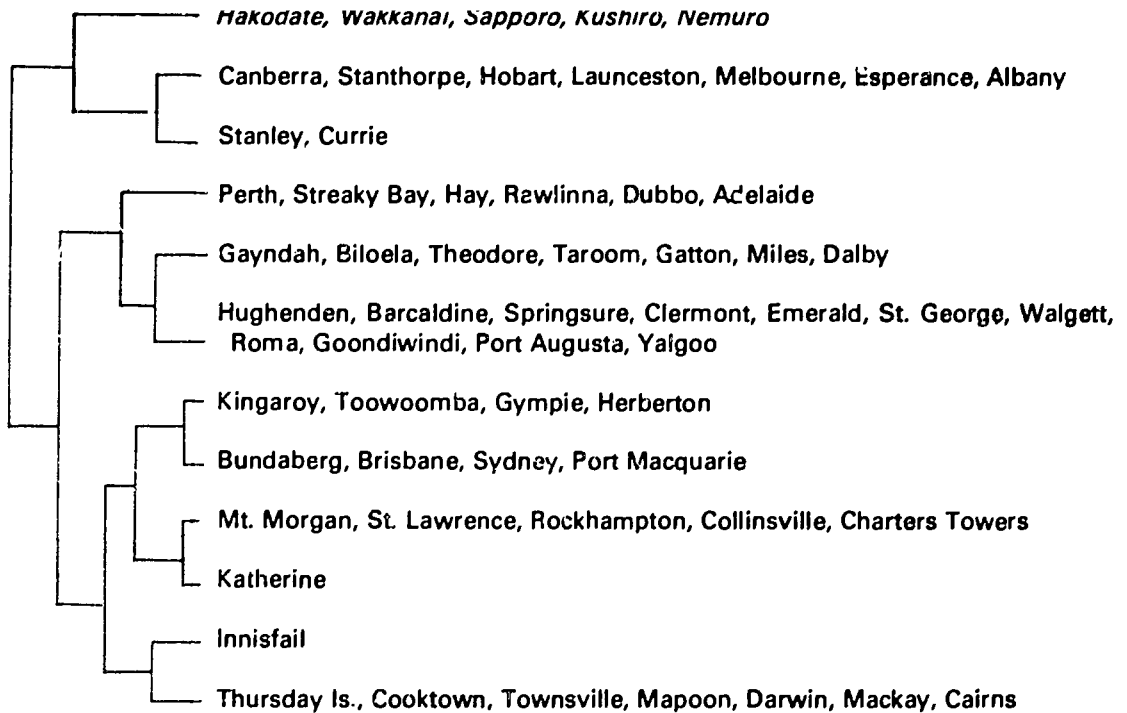 Hakodate, Wakkanai, Sapporo, Kushiro, Nemuro
Canberra, Stanthorpe, Hobart, Launceston, Melbourne, Esperance, Albany
Stanley, Currie
Perth, Streaky Bay, Hay, Rawlinna, Dubbo, Adelaide
Gayndah, Biloela, Theodore, Taroom, Gatton, Miles, Dalby
Hughenden, Barcaldine, Springsure, Clermont, Emerald, St. George, Walgett,
Roma, Goondiwindi, Port Augusta, Yalgoo
Kingaroy, Toowoomba, Gympie, Herberton
Bundaberg, Brisbane, Sydney, Port Macquarie
Mt. Morgan, St. Lawrence, Rockhampton, Collinsville, Charters Towers
Katherine
Innisfail
Thursday Is., Cooktown, Townsville, Mapoon, Darwin, Mackay, Cairns